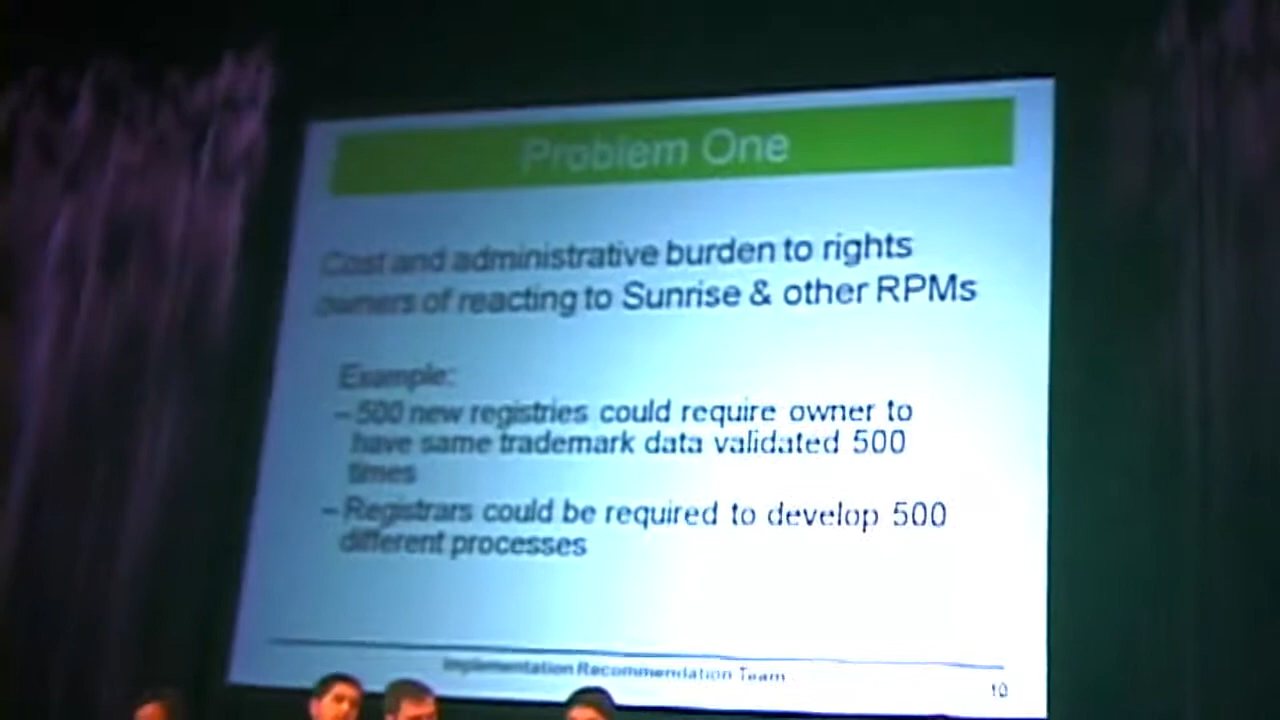 Problem One
Cost and administrative burden to rights
owners of reacting to Sunrise & other RPMs
Example:
– 500 new registries could require owner to
have same trademark data validated 500
times
– Registrars could be required to develop 500
different processes
Implementation Recommendation Team
10